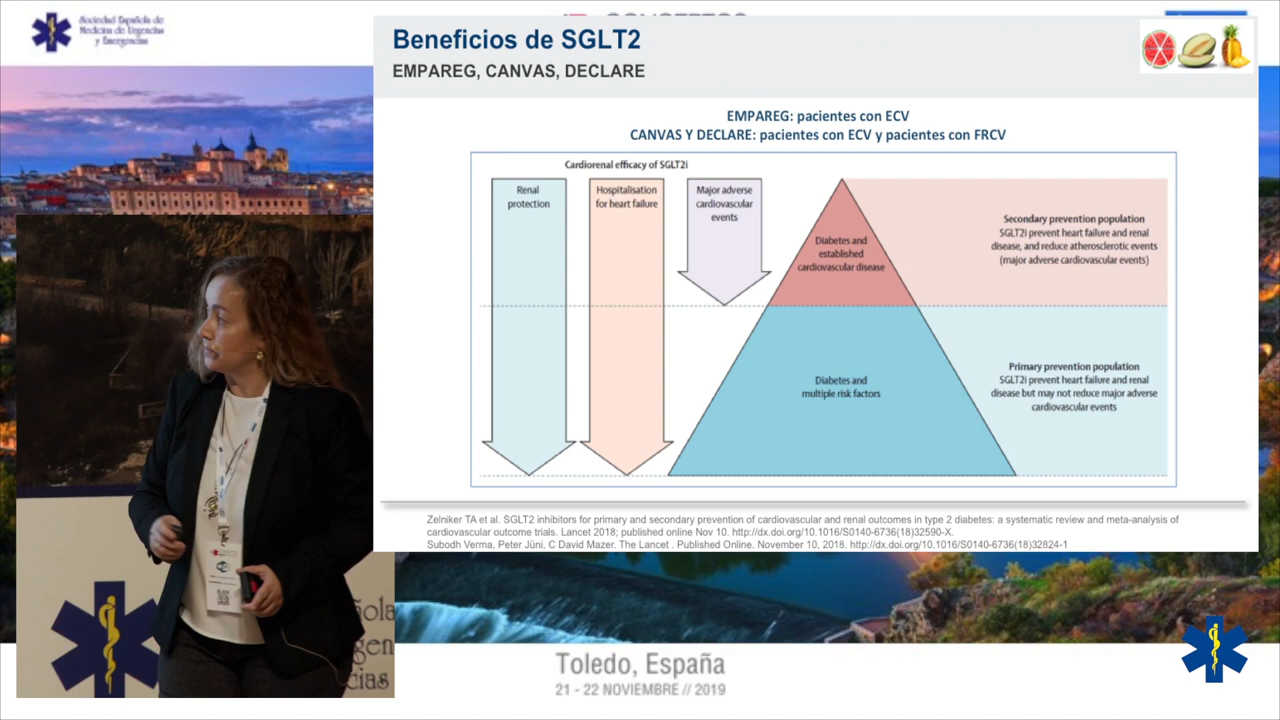 Sociedad Española de
Medicina de Urgencias
y Emergencias
CONCEPTOS
Beneficios de SGLT2
EMPAREG, CANVAS, DECLARE
EMPAREG: pacientes con ECV
CANVAS Y DECLARE: pacientes con ECV y pacientes con FRCV
Cardiorenal efficacy of SGLT2i
Renal
protection
Hospitalisation
for heart failure
Major adverse
cardiovascular
events
Diabetes and
established
cardiovascular disease
Secondary prevention population
SGLT2i prevent heart failure and renal
disease, and reduce atherosclerotic events
(major adverse cardiovascular events)
Diabetes and
multiple risk factors
Primary prevention population
SGLT2i prevent heart failure and renal
disease but may not reduce major adverse
cardiovascular events
Zelniker TA et al. SGLT2 inhibitors for primary and secondary prevention of cardiovascular and renal outcomes in type 2 diabetes: a systematic review and meta-analysis of
cardiovascular outcome trials. Lancet 2018; published online Nov 10. http://dx.doi.org/10.1016/S0140-6736(18)32590-X.
Subodh Verma, Peter Jüni, C David Mazer. The Lancet . Published Online. November 10, 2018. http://dx.doi.org/10.1016/S0140-6736(18)32824-1
ñola
gen
cias
Toledo, España
21 - 22 NOVIEMBRE // 2019